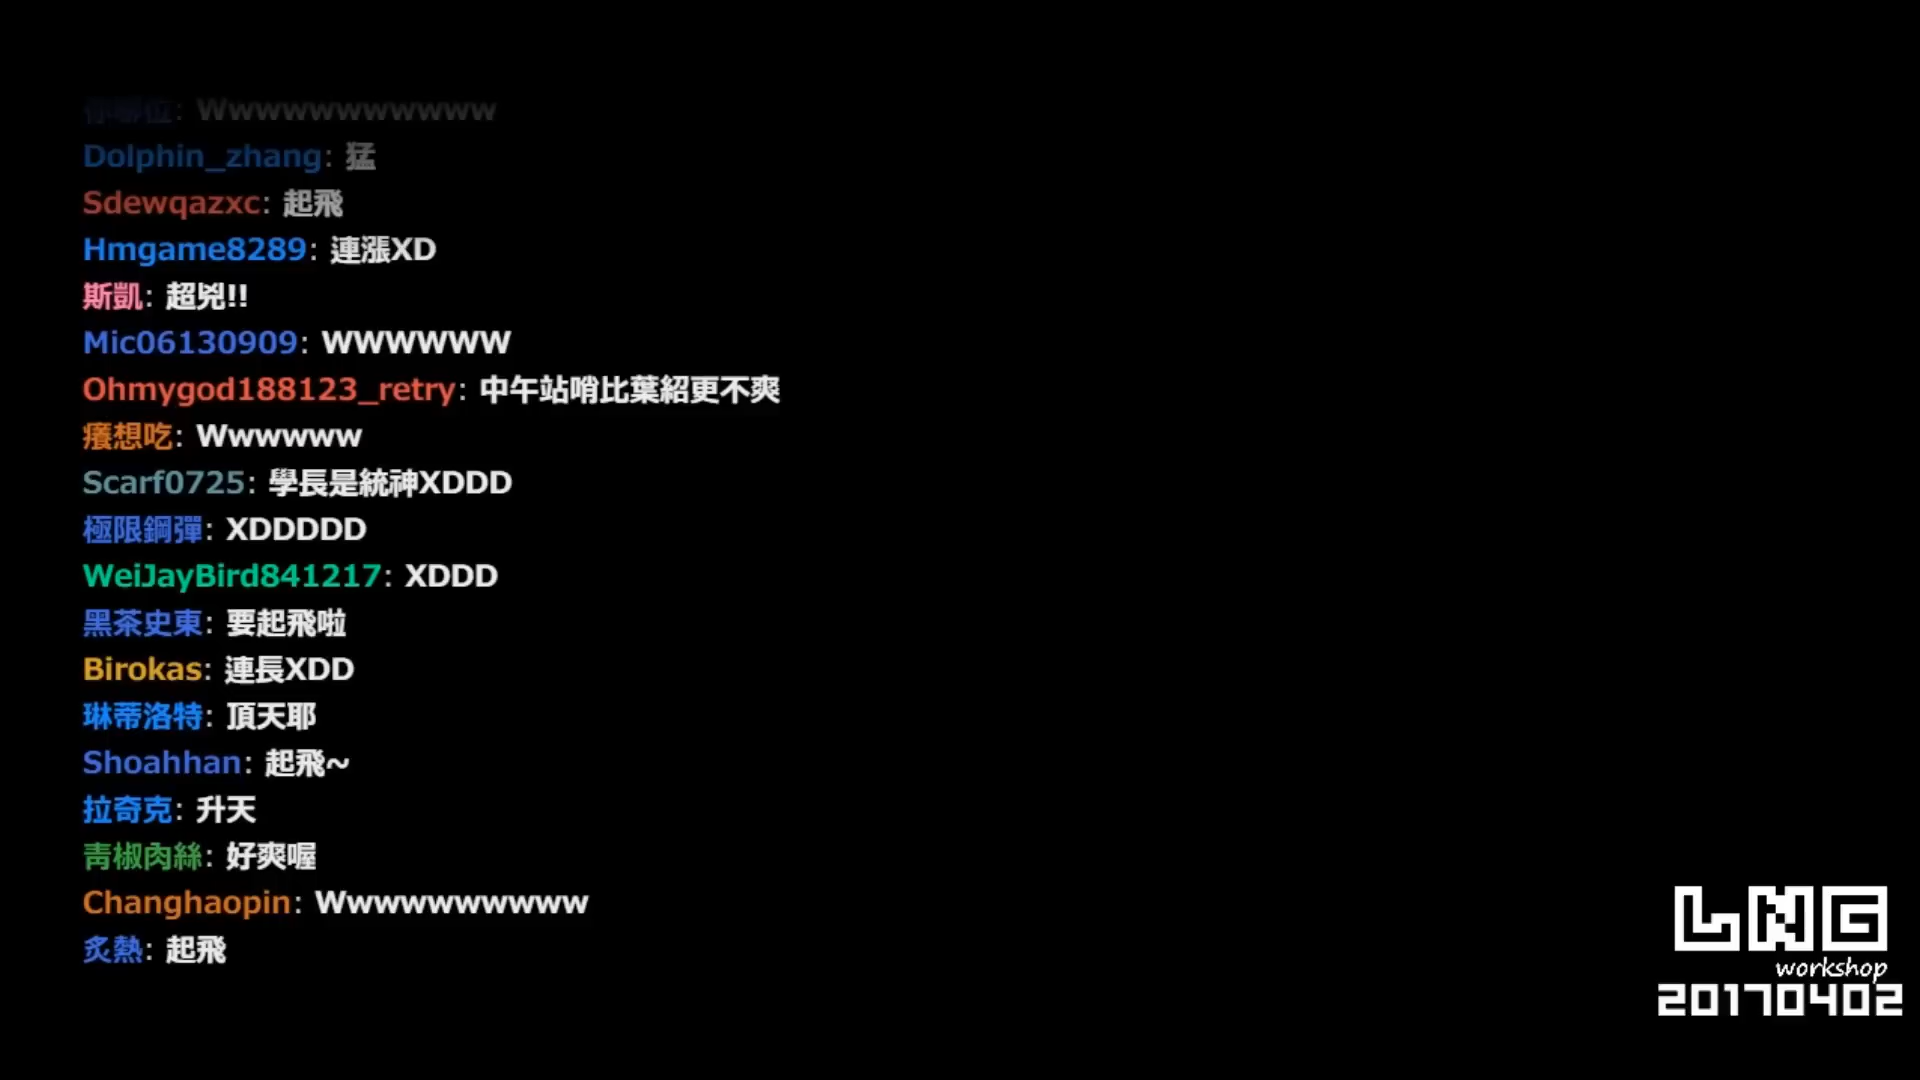 你哪位: Wwwwwwwwwwww
Dolphin_zhang: 猛
Sdewqazxc: 起飛
Hmgame8289: 連漲XD
斯凱: 超兇!!
Mic06130909: WWWWWW
Ohmygod188123_retry: 中午站哨比葉紹更不爽
癢想吃: Wwwwwww
Scarf0725: 學長是統神XDDD
極限鋼彈: XDDDDD
WeiJayBird841217: XDDD
黑茶史東: 要起飛啦
Birokas: 連長XDD
琳蒂洛特: 頂天耶
Shoahhan: 起飛~
拉奇克: 升天
青椒肉絲: 好爽喔
Changhaopin: Wwwwwwwwwww
炙熱: 起飛
LNG
workshop
20170402